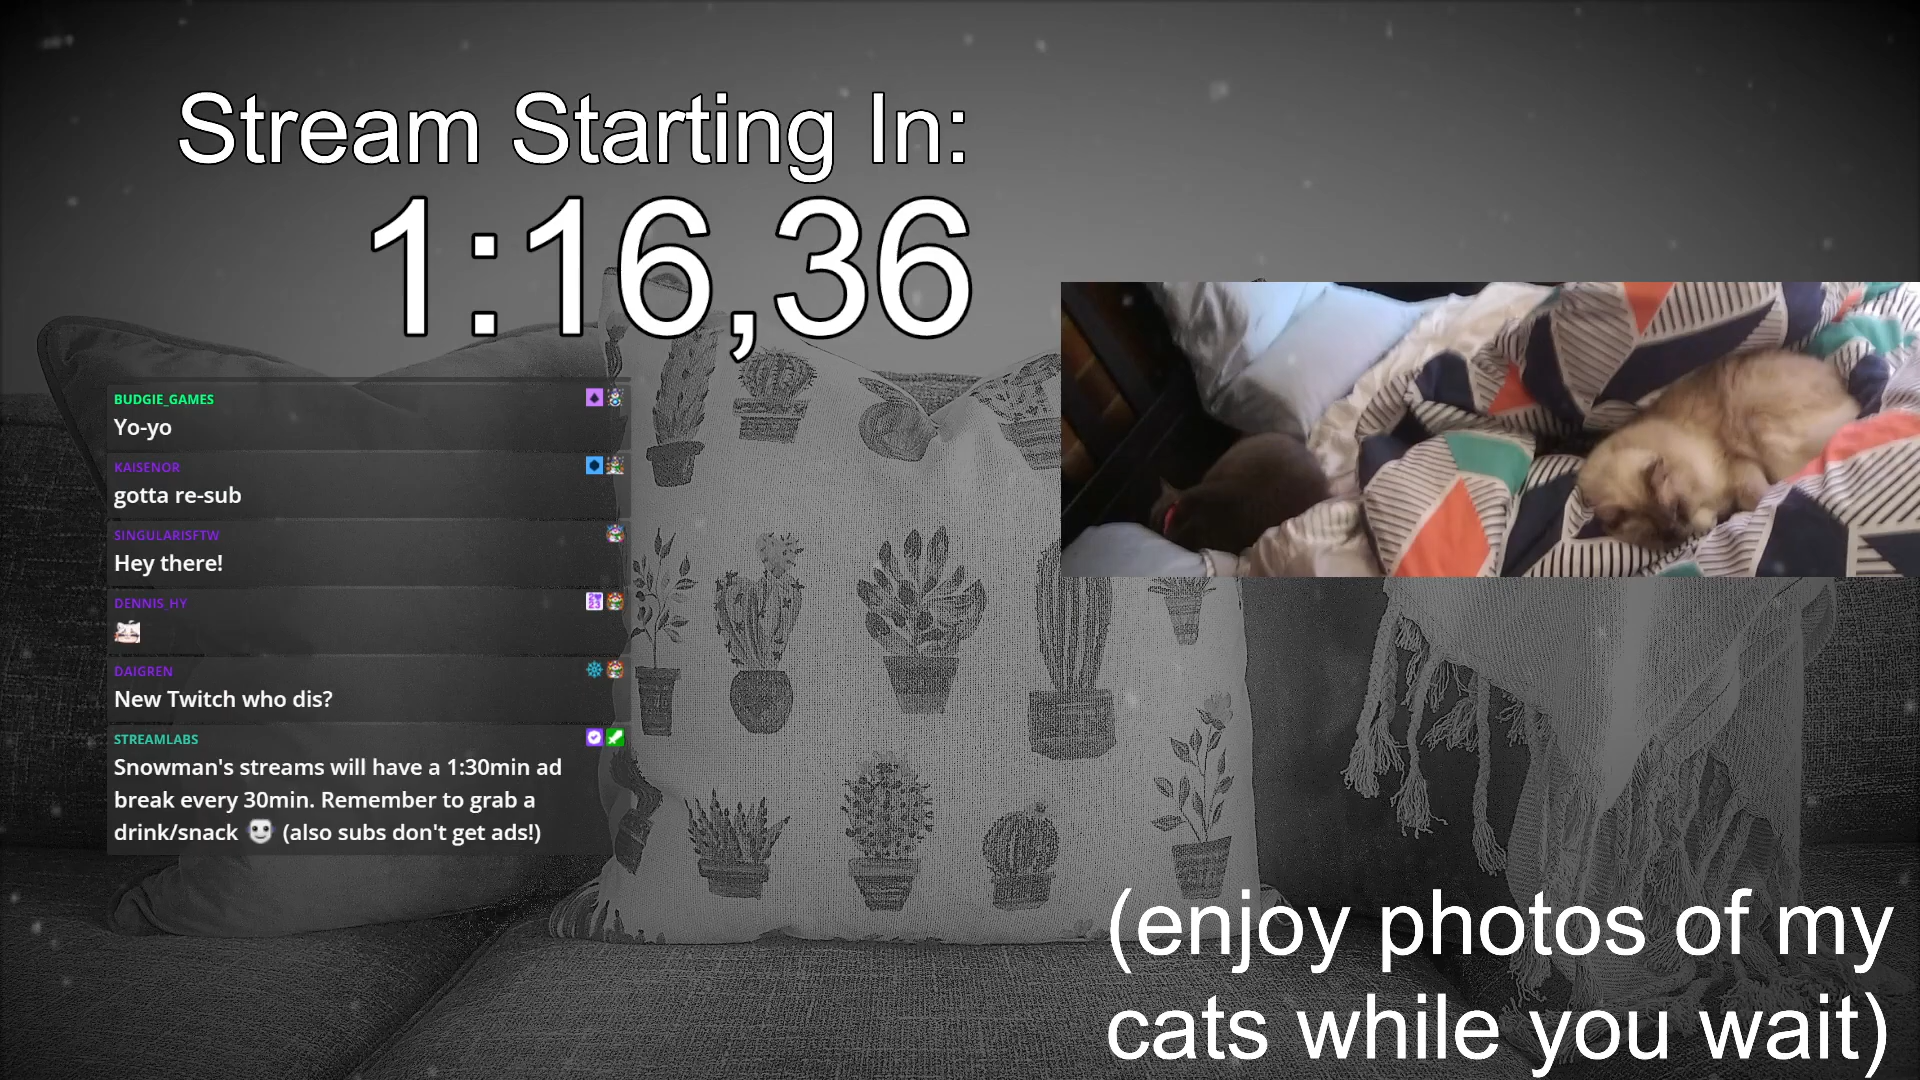 Stream Starting In:
1:16,36
BUDGIE_GAMES
Yo-yo
KAISENOR
gotta re-sub
SINGULARISFTW
Hey there!
DENNIS_HY
DAIGREN
New Twitch who dis?
STREAMLABS
Snowman's streams will have a 1:30min ad
break every 30min. Remember to grab a
drink/snack (also subs don't get ads!)
(enjoy photos of my
cats while you wait)